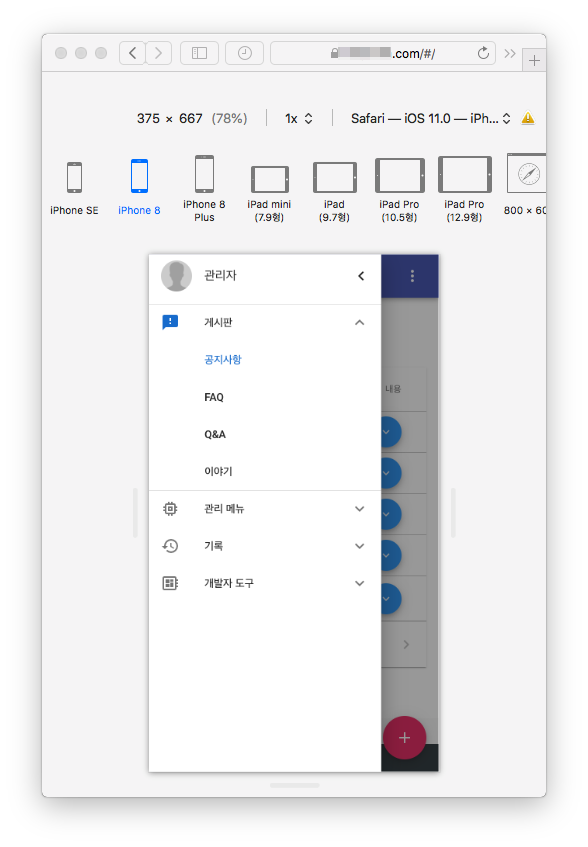 .com/#/
375 × 667 (78%)
1x
Safari — iOS 11.0 — iPh...
iPhone SE
iPhone 8
iPhone 8
Plus
iPad mini
(7.9형)
iPad
(9.7형)
iPad Pro
(10.5형)
iPad Pro
(12.9형)
800 × 60
관리자
게시판
공지사항
내용
FAQ
Q&A
이야기
관리 메뉴
기록
개발자 도구